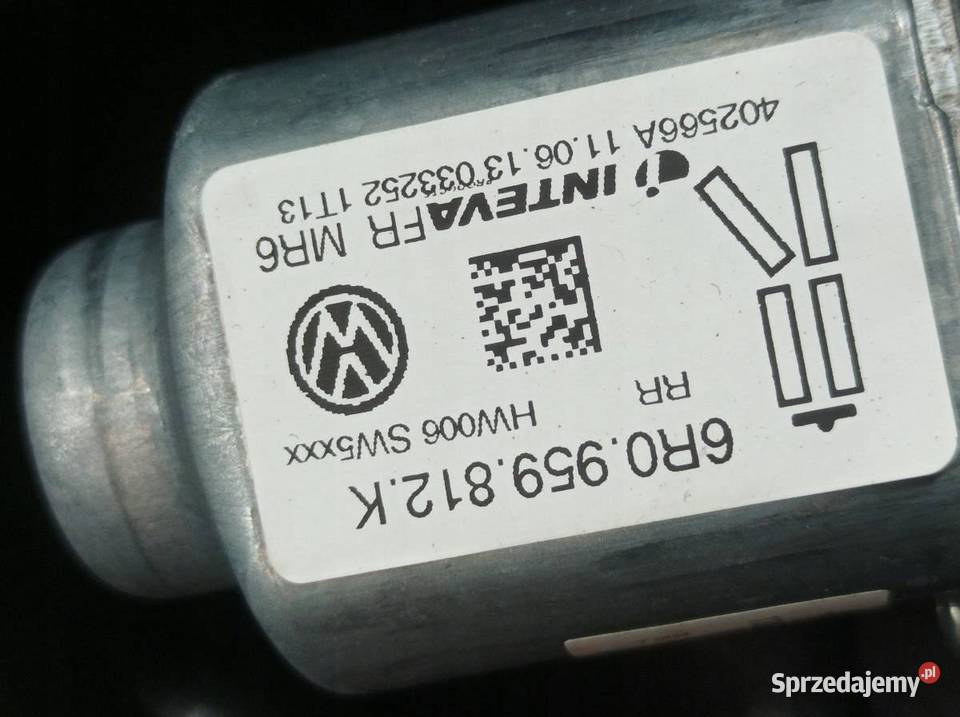 6R0.959.812.K
HW006 SW5xxx
RR
FR MR6
INTEVA
402566A 11.06.13 033252 1T13
Sprzedajemy.pl